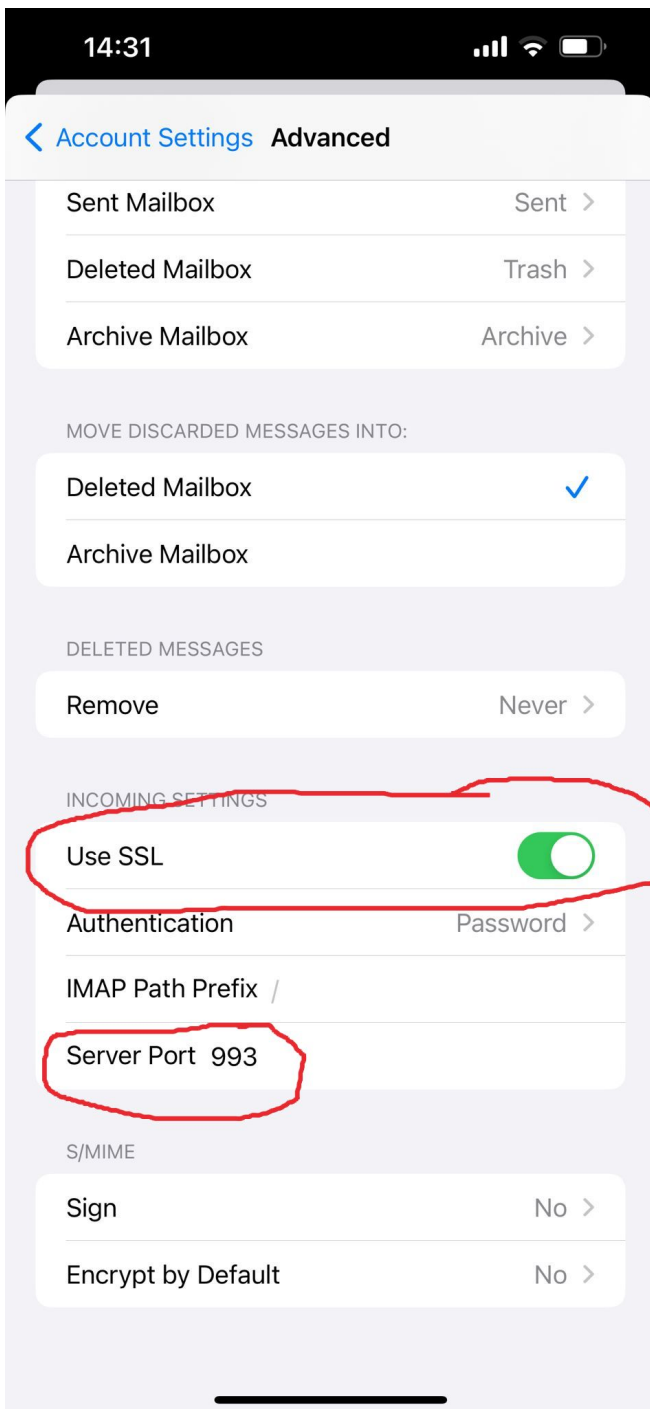 14:31
Account Settings Advanced
Sent Mailbox Sent
Deleted Mailbox Trash
Archive Mailbox Archive
MOVE DISCARDED MESSAGES INTO:
Deleted Mailbox
Archive Mailbox
DELETED MESSAGES
Remove Never
INCOMING SETTINGS
Use SSL
Authentication Password
IMAP Path Prefix /
Server Port 993
S/MIME
Sign No
Encrypt by Default No